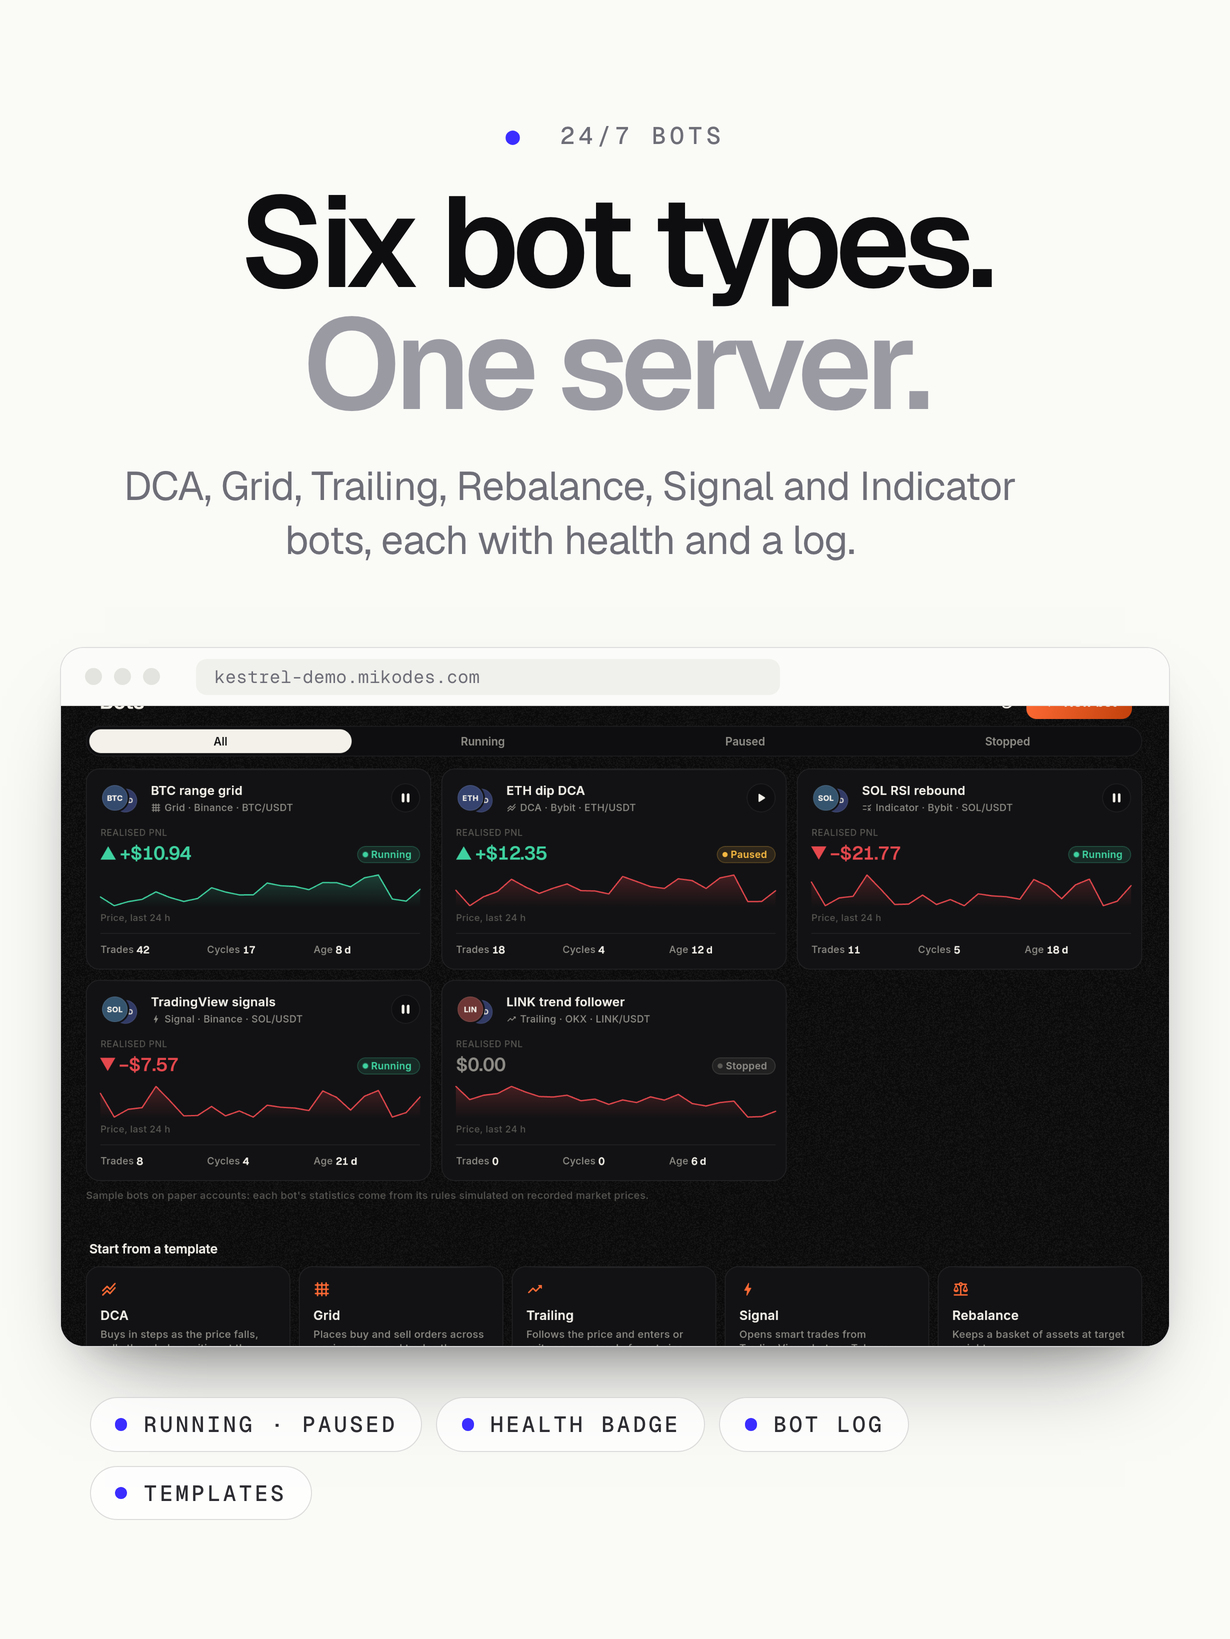 24/7 BOTS
Six bot types.
One server.
DCA, Grid, Trailing, Rebalance, Signal and Indicator
bots, each with health and a log.
kestrel-demo.mikodes.com
Bots
All
Running
Paused
Stopped
BTC
BTC range grid
Grid · Binance · BTC/USDT
REALISED PNL
+$10.94
Running
Price, last 24 h
Trades 42
Cycles 17
Age 8 d
ETH
ETH dip DCA
DCA · Bybit · ETH/USDT
REALISED PNL
+$12.35
Paused
Price, last 24 h
Trades 18
Cycles 4
Age 12 d
SOL
SOL RSI rebound
Indicator · Bybit · SOL/USDT
REALISED PNL
−$21.77
Running
Price, last 24 h
Trades 11
Cycles 5
Age 18 d
SOL
TradingView signals
Signal · Binance · SOL/USDT
REALISED PNL
−$7.57
Running
Price, last 24 h
Trades 8
Cycles 4
Age 21 d
LIN
LINK trend follower
Trailing · OKX · LINK/USDT
REALISED PNL
$0.00
Stopped
Price, last 24 h
Trades 0
Cycles 0
Age 6 d
Sample bots on paper accounts: each bot's statistics come from its rules simulated on recorded market prices.
Start from a template
DCA
Buys in steps as the price falls,
Grid
Places buy and sell orders across
Trailing
Follows the price and enters or
Signal
Opens smart trades from
Rebalance
Keeps a basket of assets at target
RUNNING · PAUSED
HEALTH BADGE
BOT LOG
TEMPLATES